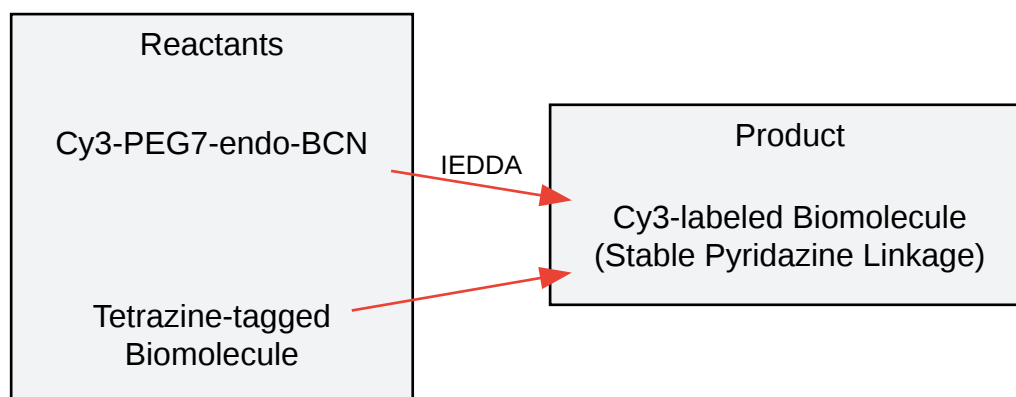 Reactants
Cy3-PEG7-endo-BCN
Tetrazine-tagged
Biomolecule
IEDDA
Product
Cy3-labeled Biomolecule
(Stable Pyridazine Linkage)